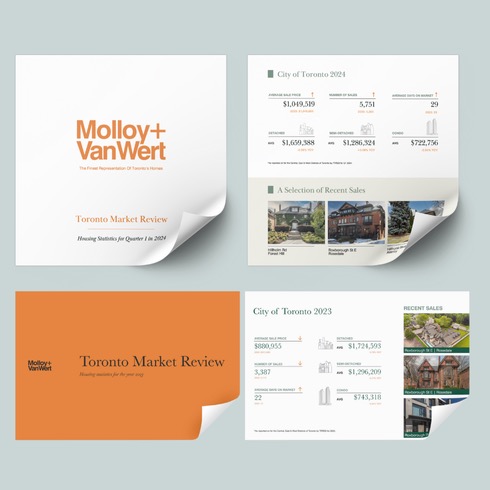 Molloy+
VanWert
The Finest Representation Of Toronto's Homes
Toronto Market Review
Housing Statistics for Quarter 1 in 2024
City of Toronto 2024
AVERAGE SALE PRICE ↑
$1,049,519
NUMBER OF SALES ↑
5,751
AVERAGE DAYS ON MARKET ↑
29
DETACHED
AVG $1,659,388
SEMI-DETACHED
AVG $1,286,324
CONDO
AVG $722,756
A Selection of Recent Sales
Hillholm Rd
Forest Hill
Roxborough St E
Rosedale
Molloy+
VanWert
Toronto Market Review
Housing statistics for the year 2023
City of Toronto 2023
RECENT SALES
AVERAGE SALE PRICE ↓
$880,955
NUMBER OF SALES ↓
3,387
AVERAGE DAYS ON MARKET ↑
22
DETACHED
AVG $1,724,593
SEMI-DETACHED
AVG $1,296,209
CONDO
AVG $743,318
Roxborough St E | Rosedale
Roxborough St E | Rosedale
Roxborough St E